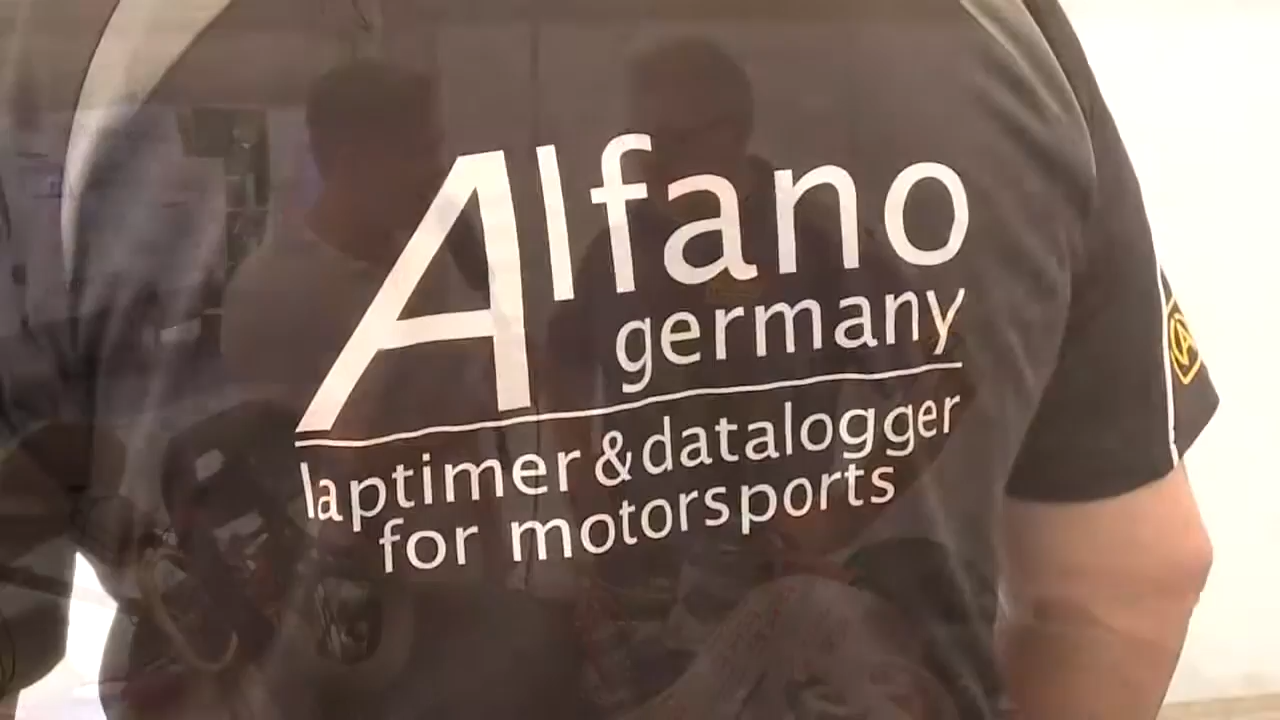 Alfano
germany
laptimer & datalogger
for motorsports
A